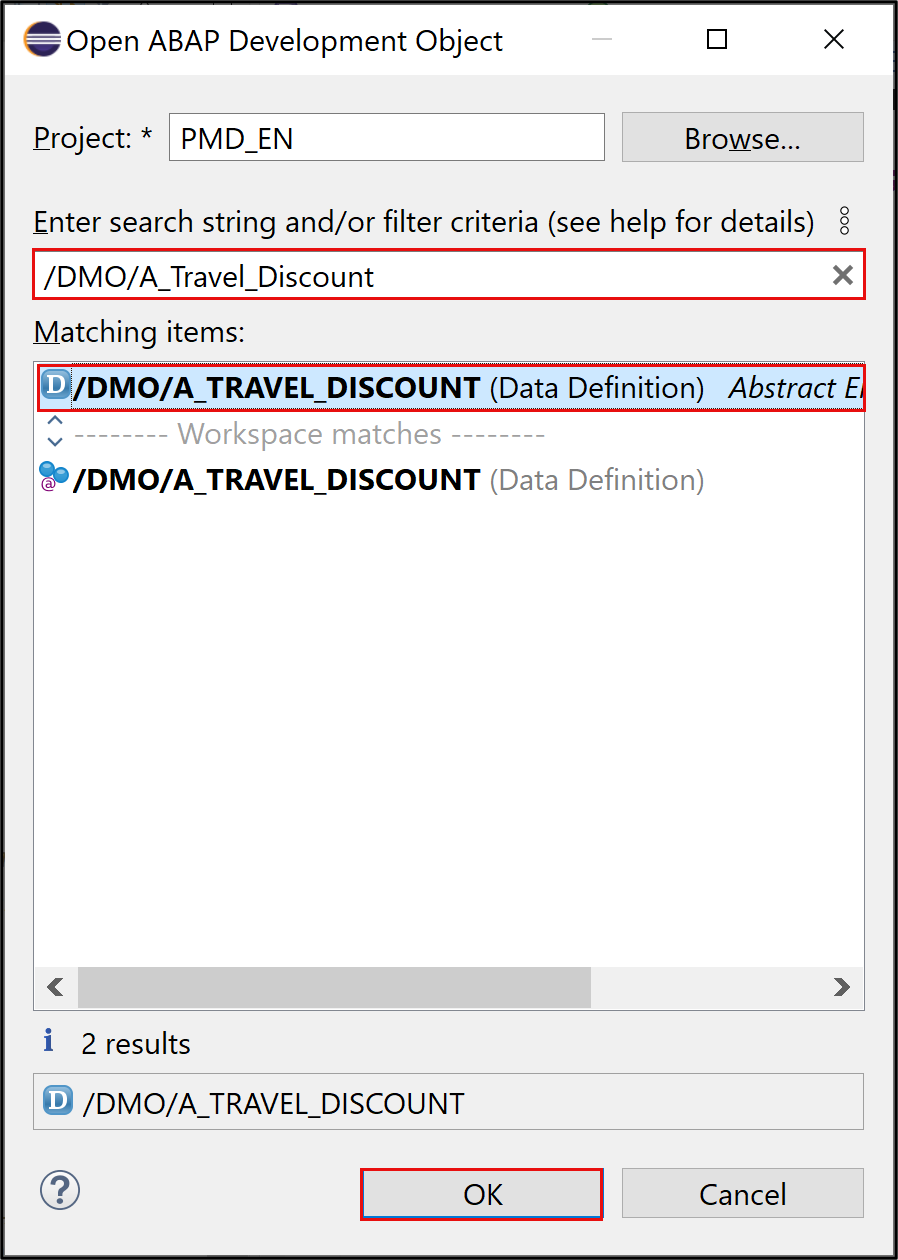 Open ABAP Development Object
Project: * PMD_EN Browse...
Enter search string and/or filter criteria (see help for details)
/DMO/A_Travel_Discount
Matching items:
D /DMO/A_TRAVEL_DISCOUNT (Data Definition) Abstract
-------- Workspace matches --------
@ /DMO/A_TRAVEL_DISCOUNT (Data Definition)
i 2 results
D /DMO/A_TRAVEL_DISCOUNT
? OK Cancel